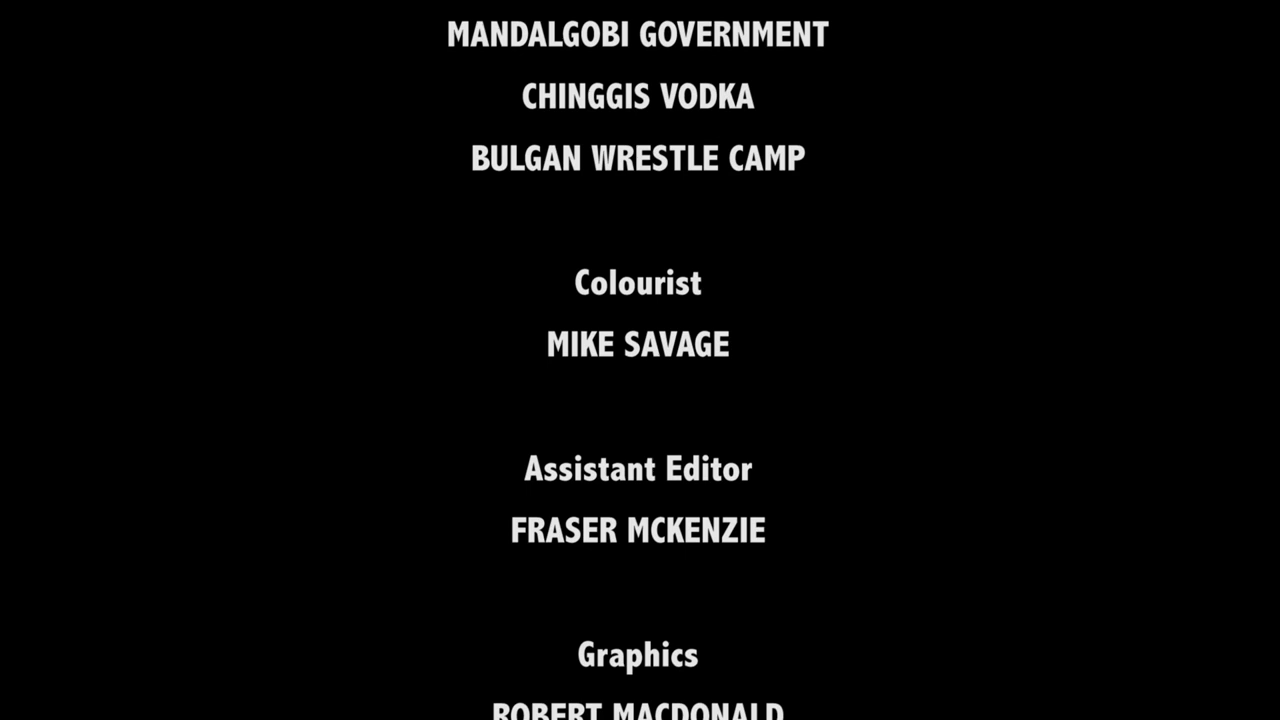 MANDALGOBI GOVERNMENT
CHINGGIS VODKA
BULGAN WRESTLE CAMP
Colourist
MIKE SAVAGE
Assistant Editor
FRASER MCKENZIE
Graphics
ROBERT MACDONALD